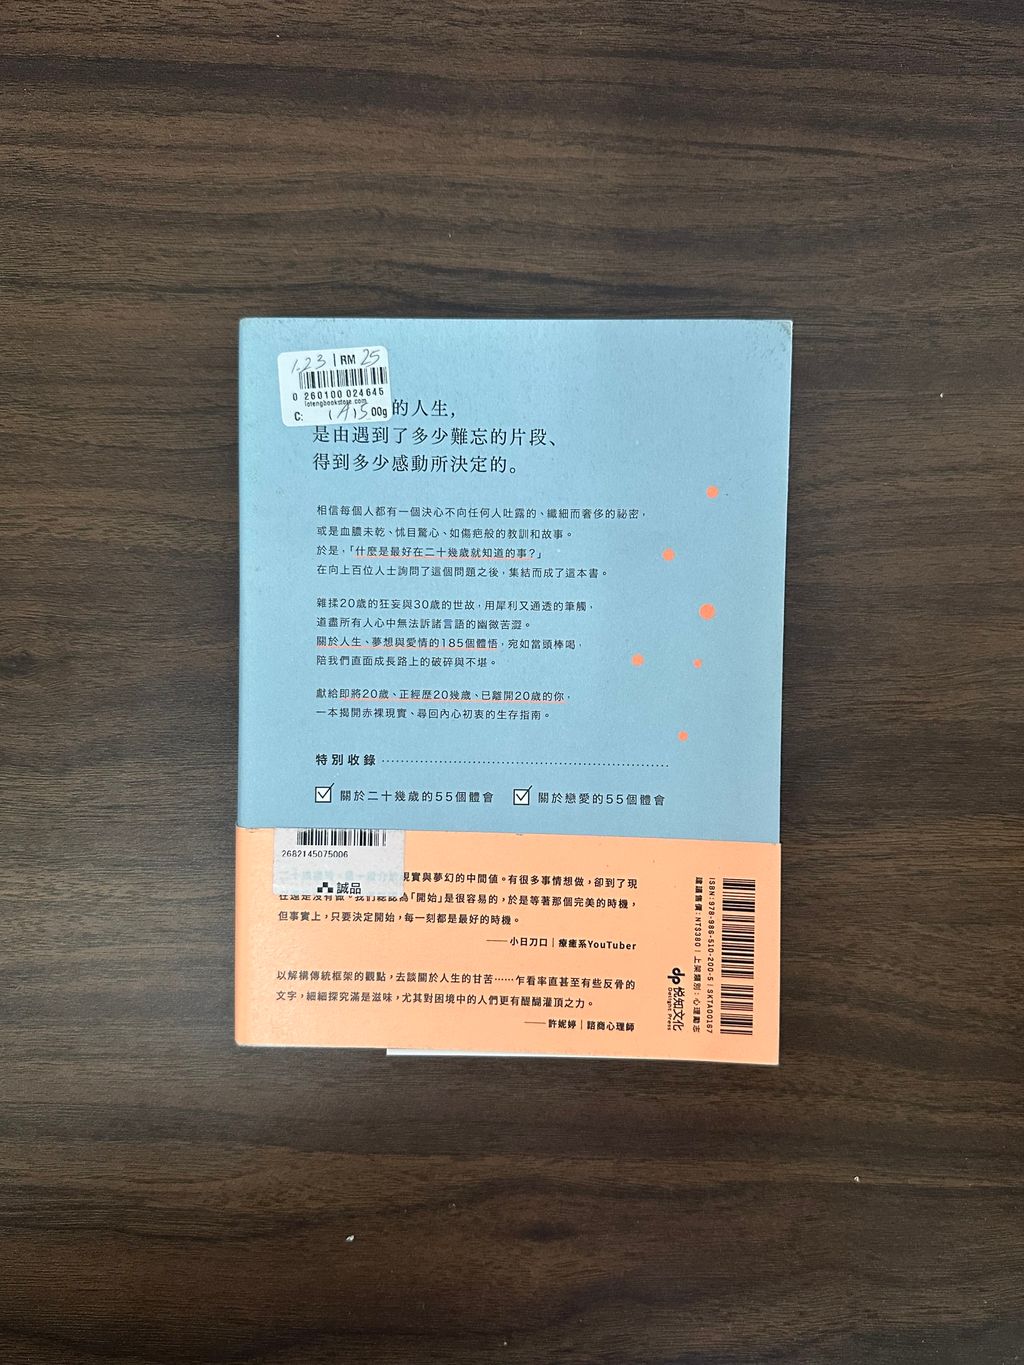 1.23 | RM 25
0 260100 024645
lotengbookstore.com
C: 00g
的人生，
是由遇到了多少難忘的片段、
得到多少感動所決定的。
相信每個人都有一個決心不向任何人吐露的、纖細而奢侈的祕密，
或是血膿未乾、怵目驚心、如傷疤般的教訓和故事。
於是，「什麼是最好在二十幾歲就知道的事？」
在向上百位人士詢問了這個問題之後，集結而成了這本書。
雜揉20歲的狂妄與30歲的世故，用犀利又通透的筆觸，
道盡所有人心中無法訴諸言語的幽微苦澀。
關於人生、夢想與愛情的185個體悟，宛如當頭棒喝，
陪我們直面成長路上的破碎與不堪。
獻給即將20歲、正經歷20幾歲、已離開20歲的你，
一本揭開赤裸現實、尋回內心初衷的生存指南。
特別收錄
關於二十幾歲的55個體會
關於戀愛的55個體會
2682145075006
誠品
現實與夢幻的中間值。有很多事情想做，卻到了現
在還是沒有做。我們總認為「開始」是很容易的，於是等著那個完美的時機，
但事實上，只要決定開始，每一刻都是最好的時機。
——小日刀口｜療癒系YouTuber
以解構傳統框架的觀點，去談關於人生的甘苦⋯⋯乍看率直甚至有些反骨的
文字，細細探究滿是滋味，尤其對困境中的人們更有醍醐灌頂之力。
——許妮婷｜諮商心理師
ISBN: 978-986-510-200-5 | SKTA00167
建議售價：NT$380｜上架類別：心理勵志
dp 悦知文化
Delight Press